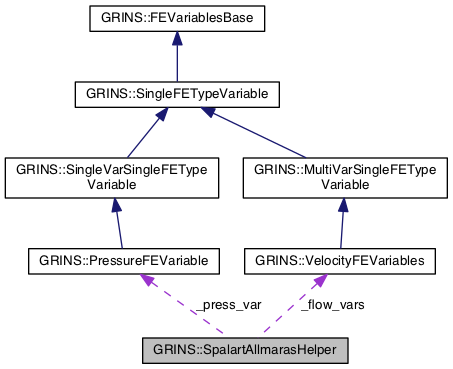 GRINS::FEVariablesBase
GRINS::SingleFETypeVariable
GRINS::SingleVarSingleFEType
Variable
GRINS::MultiVarSingleFEType
Variable
GRINS::PressureFEVariable
GRINS::VelocityFEVariables
_press_var
_flow_vars
GRINS::SpalartAllmarasHelper